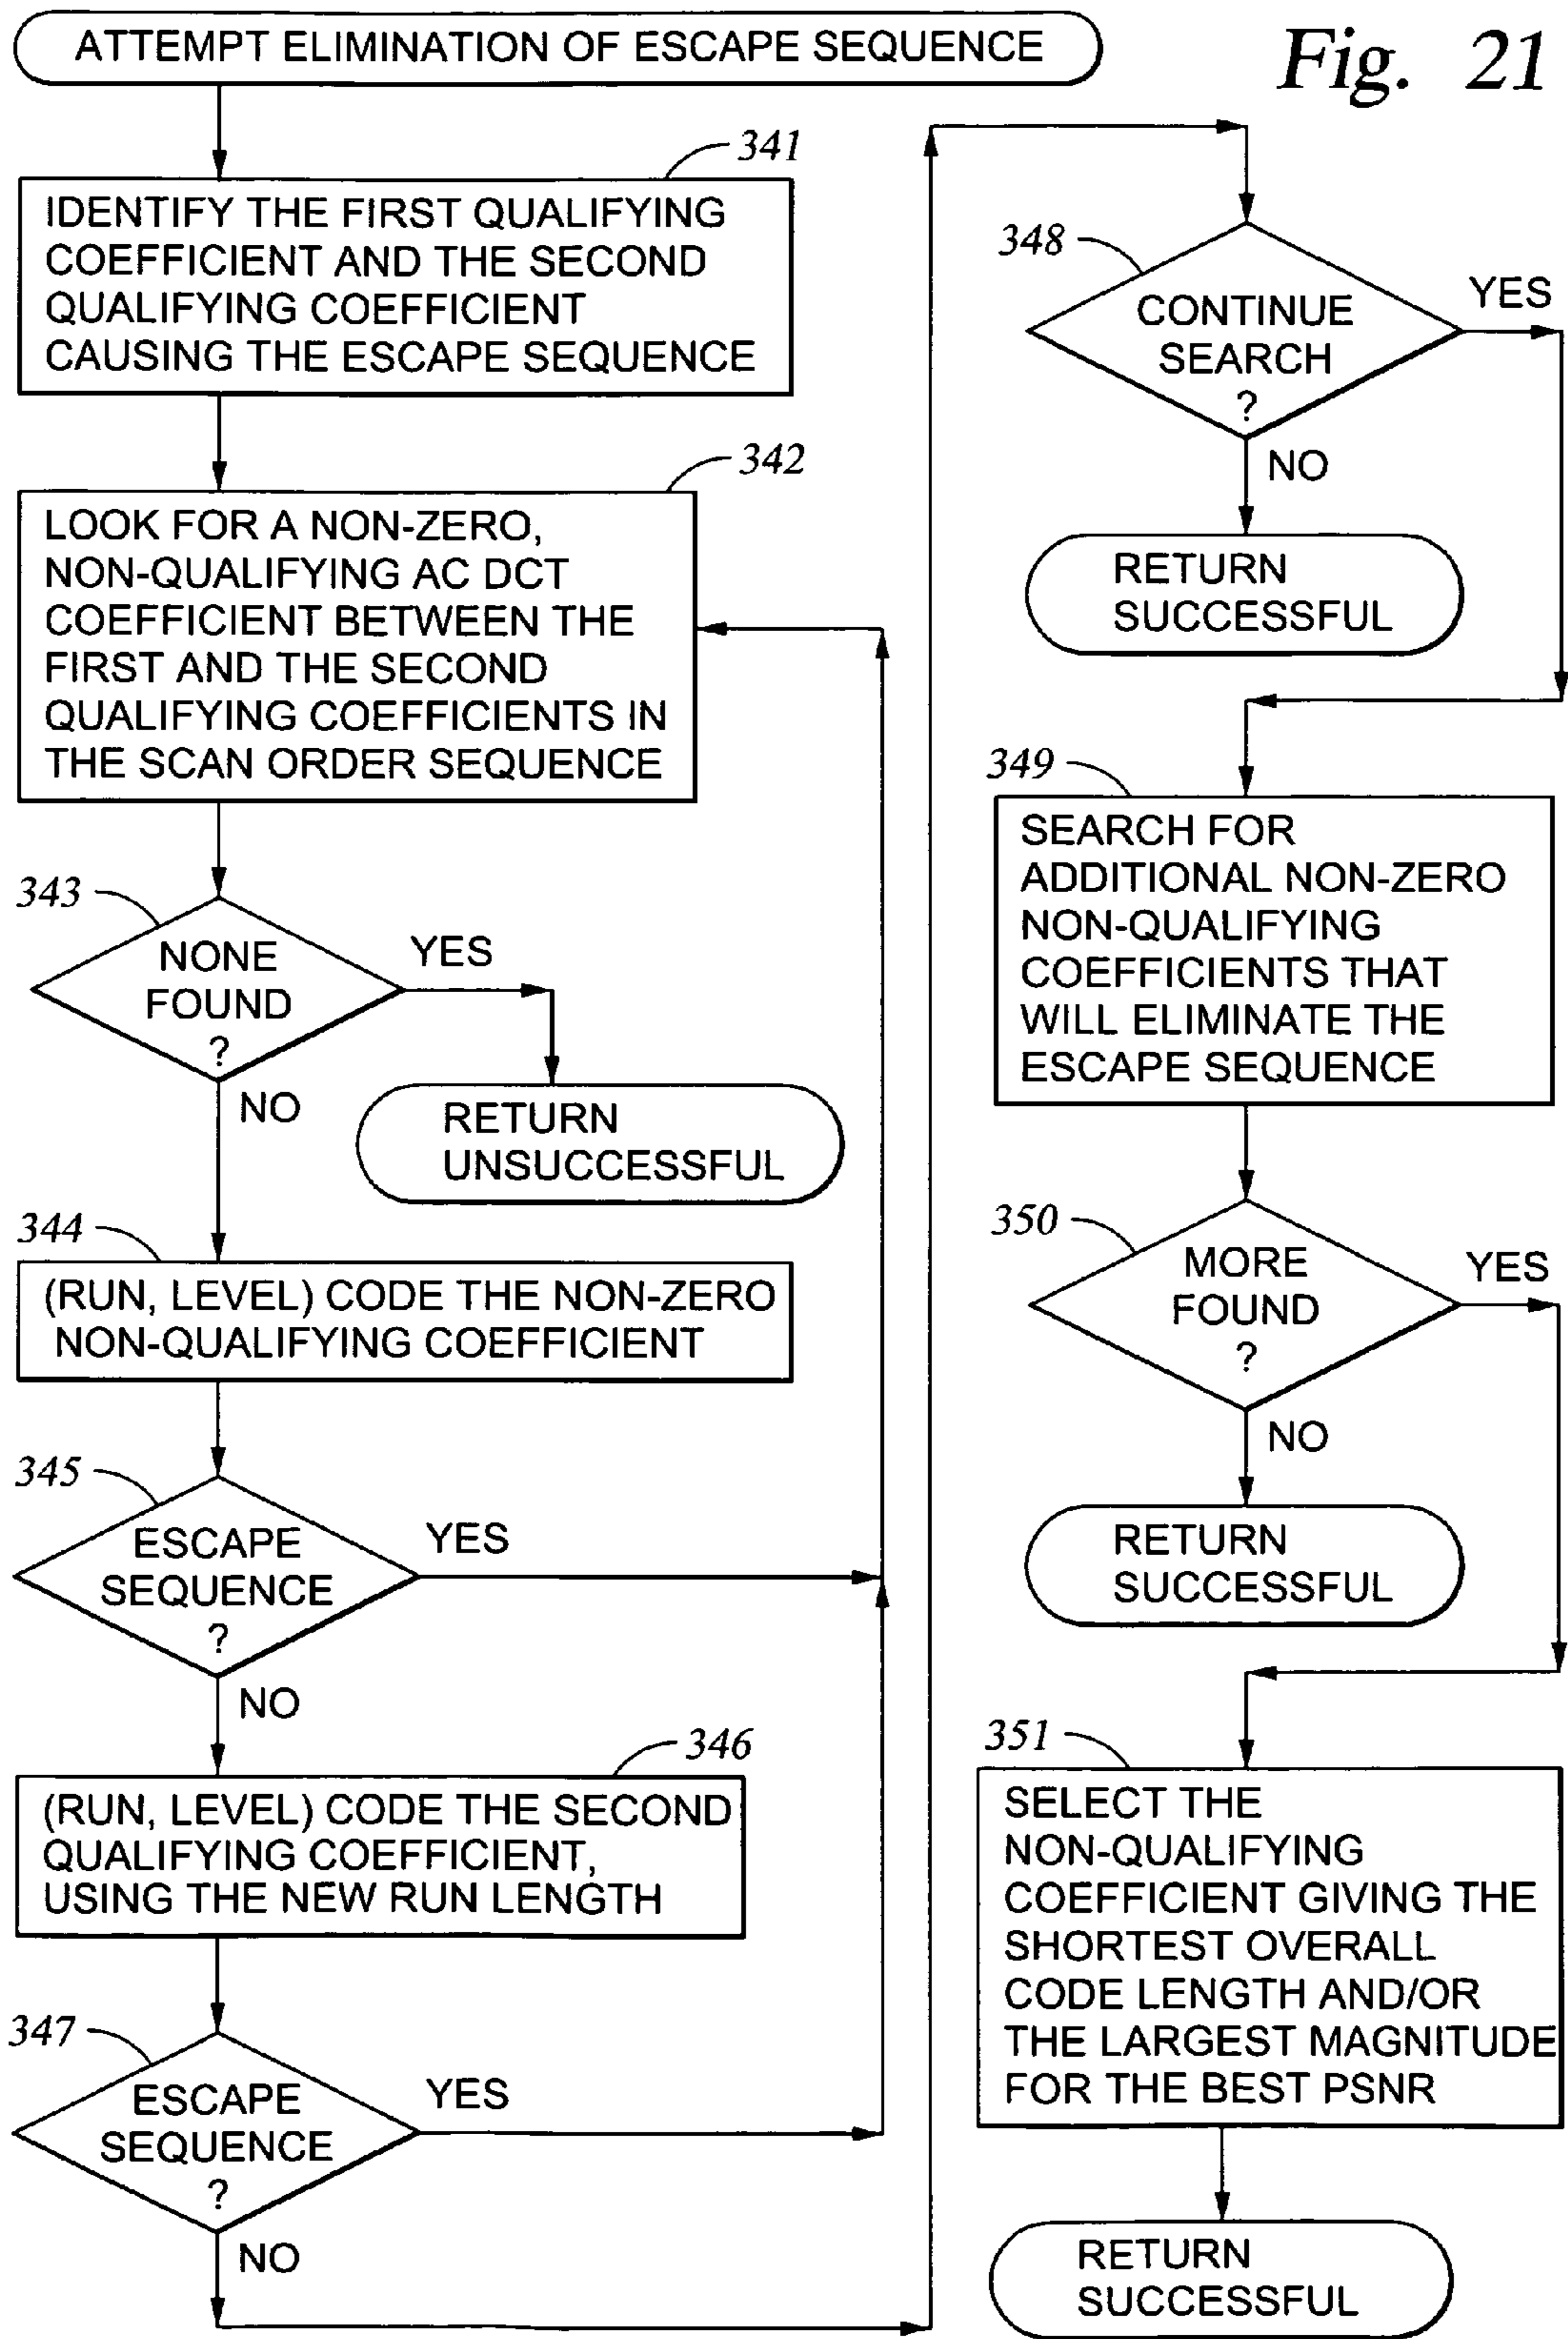 Fig. 21
ATTEMPT ELIMINATION OF ESCAPE SEQUENCE
341
IDENTIFY THE FIRST QUALIFYING
COEFFICIENT AND THE SECOND
QUALIFYING COEFFICIENT
CAUSING THE ESCAPE SEQUENCE
342
LOOK FOR A NON-ZERO,
NON-QUALIFYING AC DCT
COEFFICIENT BETWEEN THE
FIRST AND THE SECOND
QUALIFYING COEFFICIENTS IN
THE SCAN ORDER SEQUENCE
343
NONE
FOUND
?
YES
NO
RETURN
UNSUCCESSFUL
344
(RUN, LEVEL) CODE THE NON-ZERO
NON-QUALIFYING COEFFICIENT
345
ESCAPE
SEQUENCE
?
YES
NO
346
(RUN, LEVEL) CODE THE SECOND
QUALIFYING COEFFICIENT,
USING THE NEW RUN LENGTH
347
ESCAPE
SEQUENCE
?
YES
NO
348
CONTINUE
SEARCH
?
YES
NO
RETURN
SUCCESSFUL
349
SEARCH FOR
ADDITIONAL NON-ZERO
NON-QUALIFYING
COEFFICIENTS THAT
WILL ELIMINATE THE
ESCAPE SEQUENCE
350
MORE
FOUND
?
YES
NO
RETURN
SUCCESSFUL
351
SELECT THE
NON-QUALIFYING
COEFFICIENT GIVING THE
SHORTEST OVERALL
CODE LENGTH AND/OR
THE LARGEST MAGNITUDE
FOR THE BEST PSNR
RETURN
SUCCESSFUL